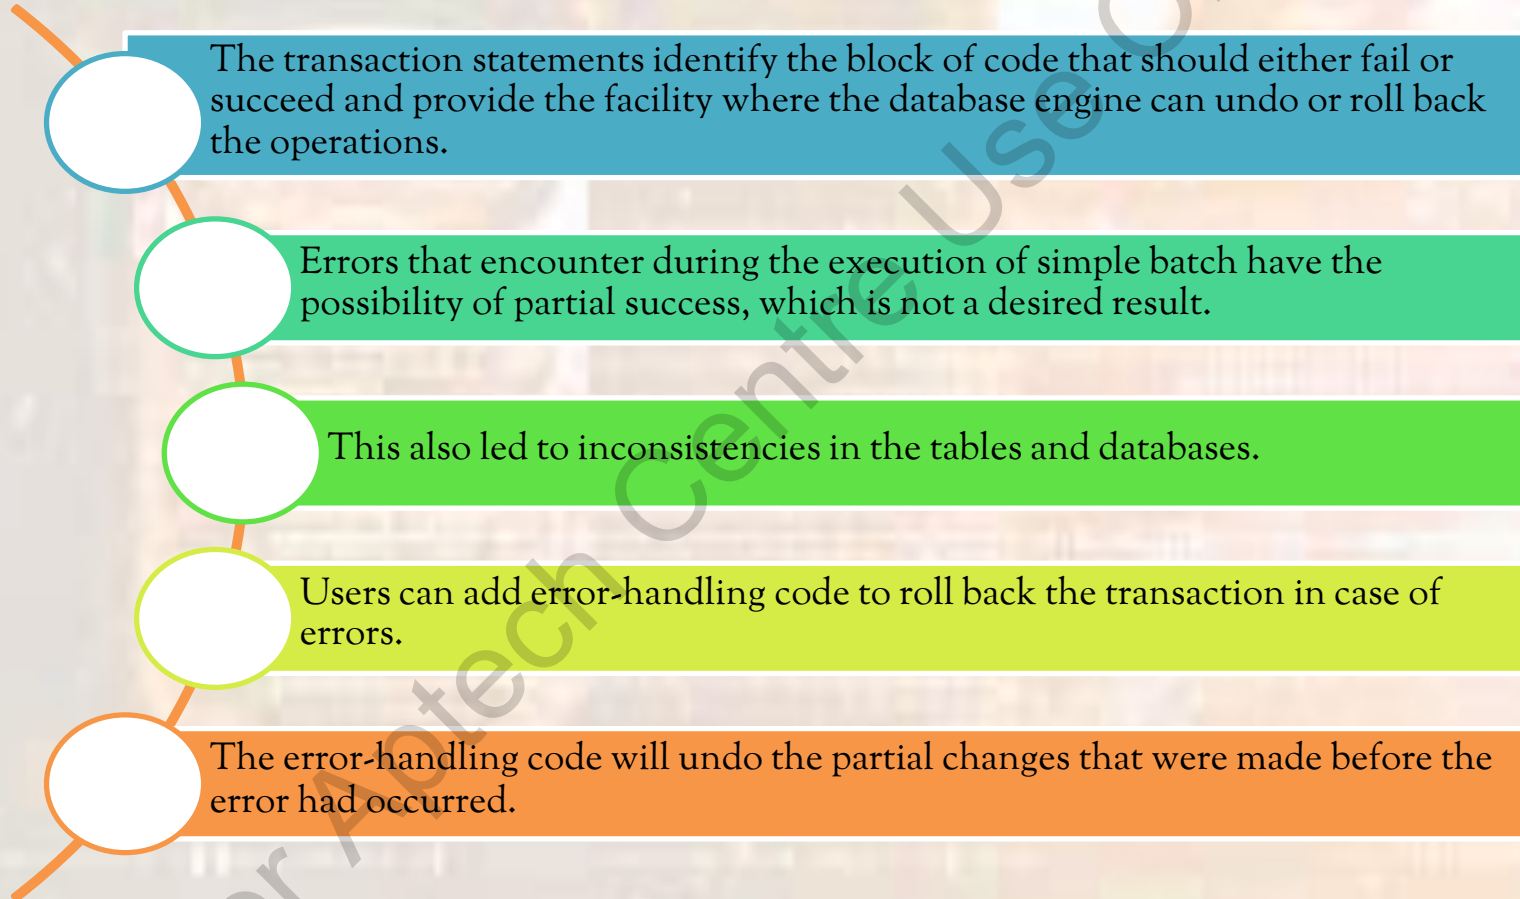 The transaction statements identify the block of code that should either fail or
succeed and provide the facility where the database engine can undo or roll back
the operations.
Errors that encounter during the execution of simple batch have the
possibility of partial success, which is not a desired result.
This also led to inconsistencies in the tables and databases.
Users can add error-handling code to roll back the transaction in case of
errors.
The error-handling code will undo the partial changes that were made before the
error had occurred.
Aptech Centre Use